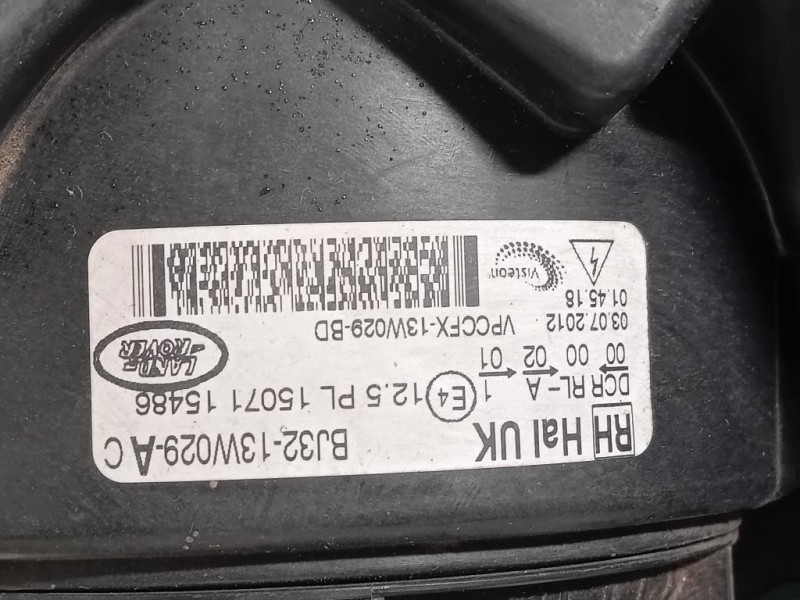 RH Hal UK BJ32-13W029-A C
DCR RL-A 1 E4 12.5 PL 15071 15486
00 00 02 01
03.07.2012 VPCCFX-13W029-BD
01.45.18
Visteon
LAND-
ROVER